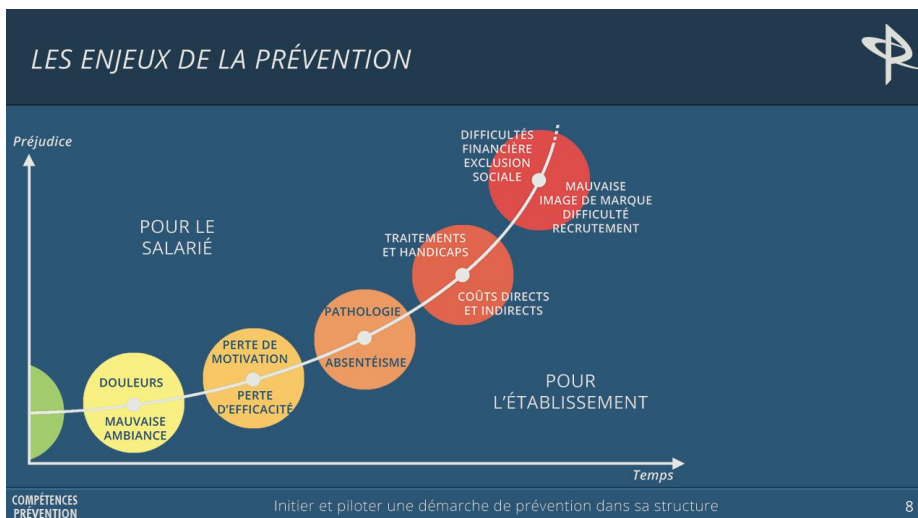 LES ENJEUX DE LA PRÉVENTION
Préjudice
POUR LE
SALARIÉ
DIFFICULTÉS
FINANCIÈRE
EXCLUSION
SOCIALE
MAUVAISE
IMAGE DE MARQUE
DIFFICULTÉ
RECRUTEMENT
TRAITEMENTS
ET HANDICAPS
COÛTS DIRECTS
ET INDIRECTS
PATHOLOGIE
ABSENTÉISME
PERTE DE
MOTIVATION
PERTE
D'EFFICACITÉ
DOULEURS
MAUVAISE
AMBIANCE
POUR
L'ÉTABLISSEMENT
Temps
COMPÉTENCES
PRÉVENTION
Initier et piloter une démarche de prévention dans sa structure
8